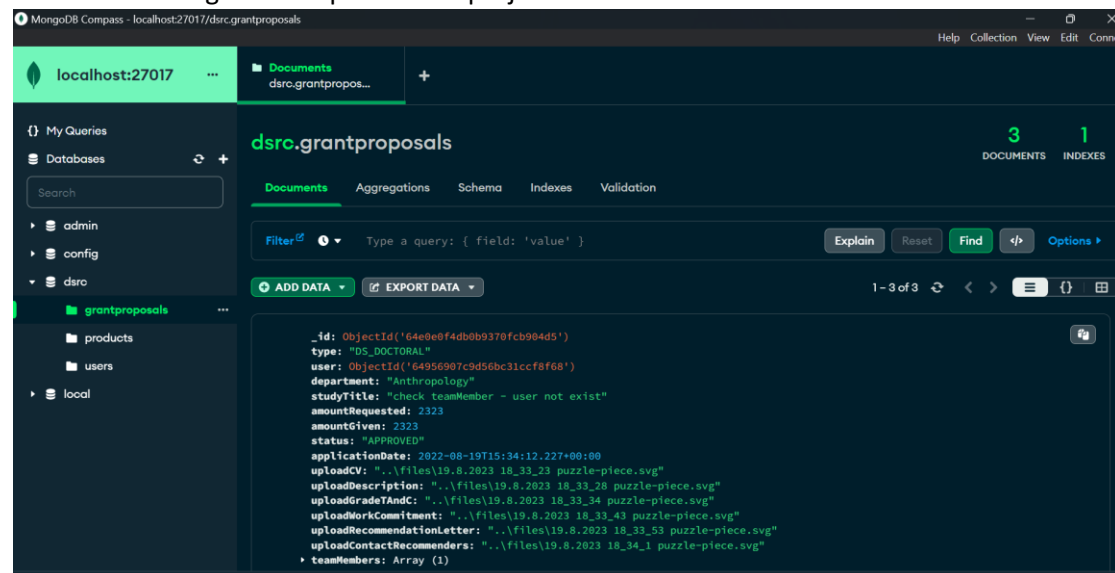 MongoDB Compass - localhost:27017/dsrc.grantproposals
Help Collection View Edit Conn
localhost:27017 ...
Documents
dsrc.grantpropos...
+
{} My Queries
Databases
Search
admin
config
dsrc
grantproposals ...
products
users
local
dsrc.grantproposals
3
DOCUMENTS
1
INDEXES
Documents Aggregations Schema Indexes Validation
Filter Type a query: { field: 'value' }
Explain Reset Find </> Options
ADD DATA EXPORT DATA
1-3 of 3
_id: ObjectId('64e0e0f4db0b9370fcb904d5')
type: "DS_DOCTORAL"
user: ObjectId('64956907c9d56bc31ccf8f68')
department: "Anthropology"
studyTitle: "check teamMember - user not exist"
amountRequested: 2323
amountGiven: 2323
status: "APPROVED"
applicationDate: 2022-08-19T15:34:12.227+00:00
uploadCV: "..\files\19.8.2023 18_33_23 puzzle-piece.svg"
uploadDescription: "..\files\19.8.2023 18_33_28 puzzle-piece.svg"
uploadGradeTAndC: "..\files\19.8.2023 18_33_34 puzzle-piece.svg"
uploadWorkCommitment: "..\files\19.8.2023 18_33_43 puzzle-piece.svg"
uploadRecommendationLetter: "..\files\19.8.2023 18_33_53 puzzle-piece.svg"
uploadContactRecommenders: "..\files\19.8.2023 18_34_1 puzzle-piece.svg"
teamMembers: Array (1)